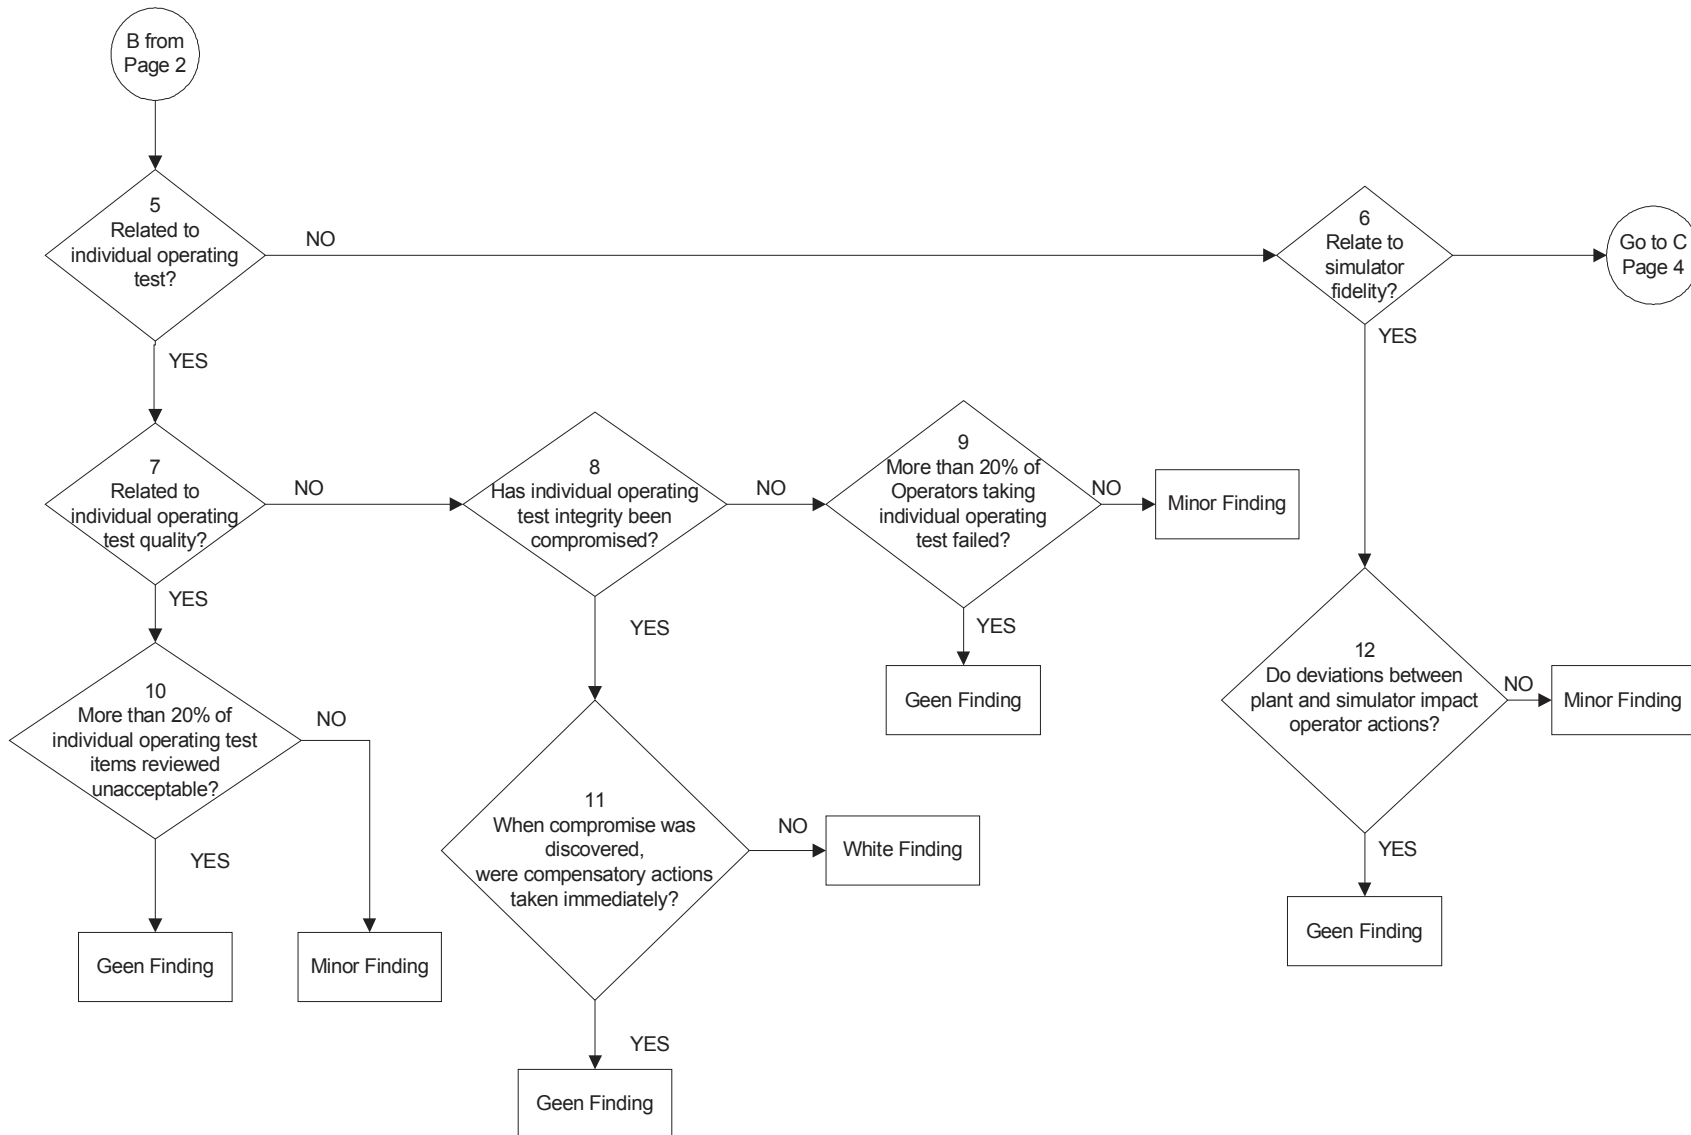 B from
Page 2
5
Related to
individual operating
test?
NO
6
Relate to
simulator
fidelity?
Go to C
Page 4
YES
YES
7
Related to
individual operating
test quality?
NO
8
Has individual operating
test integrity been
compromised?
NO
9
More than 20% of
Operators taking
individual operating
test failed?
NO
Minor Finding
YES
YES
YES
Geen Finding
10
More than 20% of
individual operating test
items reviewed
unacceptable?
NO
YES
Geen Finding
Minor Finding
11
When compromise was
discovered,
were compensatory actions
taken immediately?
NO
White Finding
YES
Geen Finding
12
Do deviations between
plant and simulator impact
operator actions?
NO
Minor Finding
YES
Geen Finding